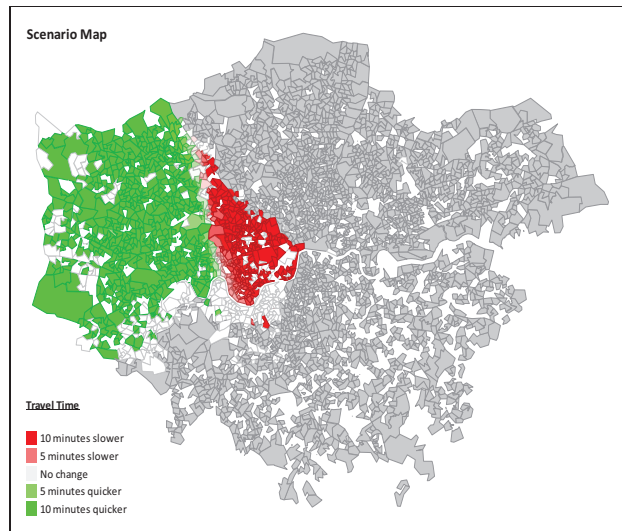 Scenario Map
Travel Time
10 minutes slower
5 minutes slower
No change
5 minutes quicker
10 minutes quicker